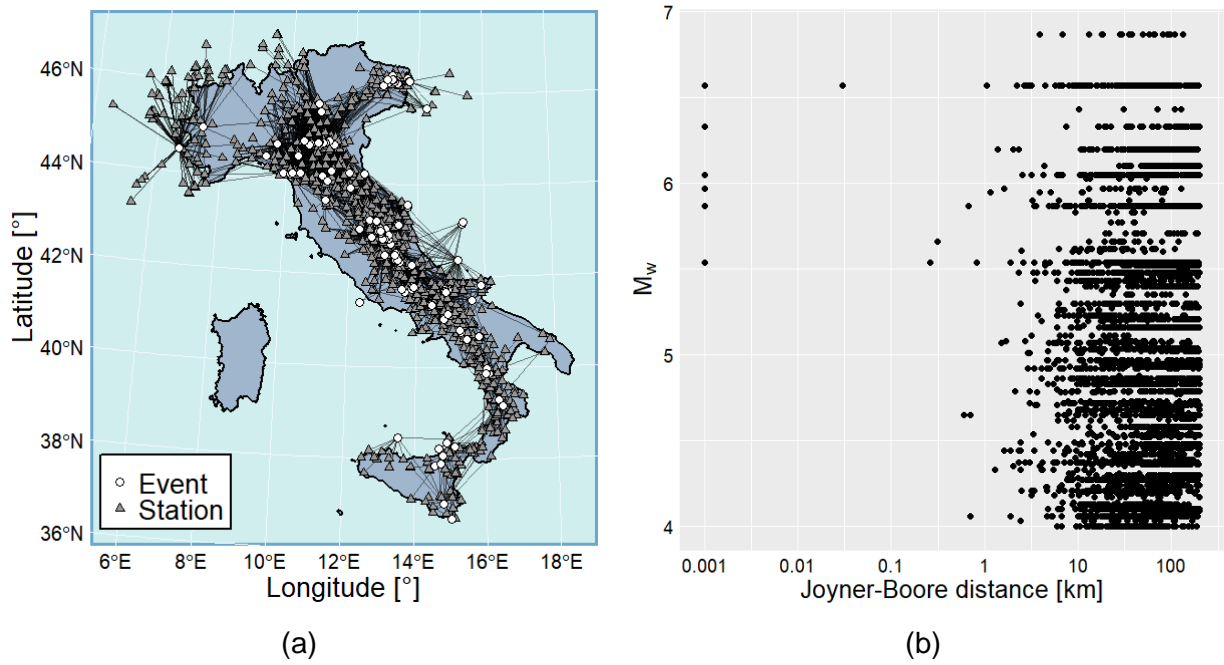 46°N
44°N
42°N
40°N
38°N
36°N
Latitude [°]
Event
Station
6°E 8°E 10°E 12°E 14°E 16°E 18°E
Longitude [°]
(a)
7
6
5
4
Mw
0.001 0.01 0.1 1 10 100
Joyner-Boore distance [km]
(b)